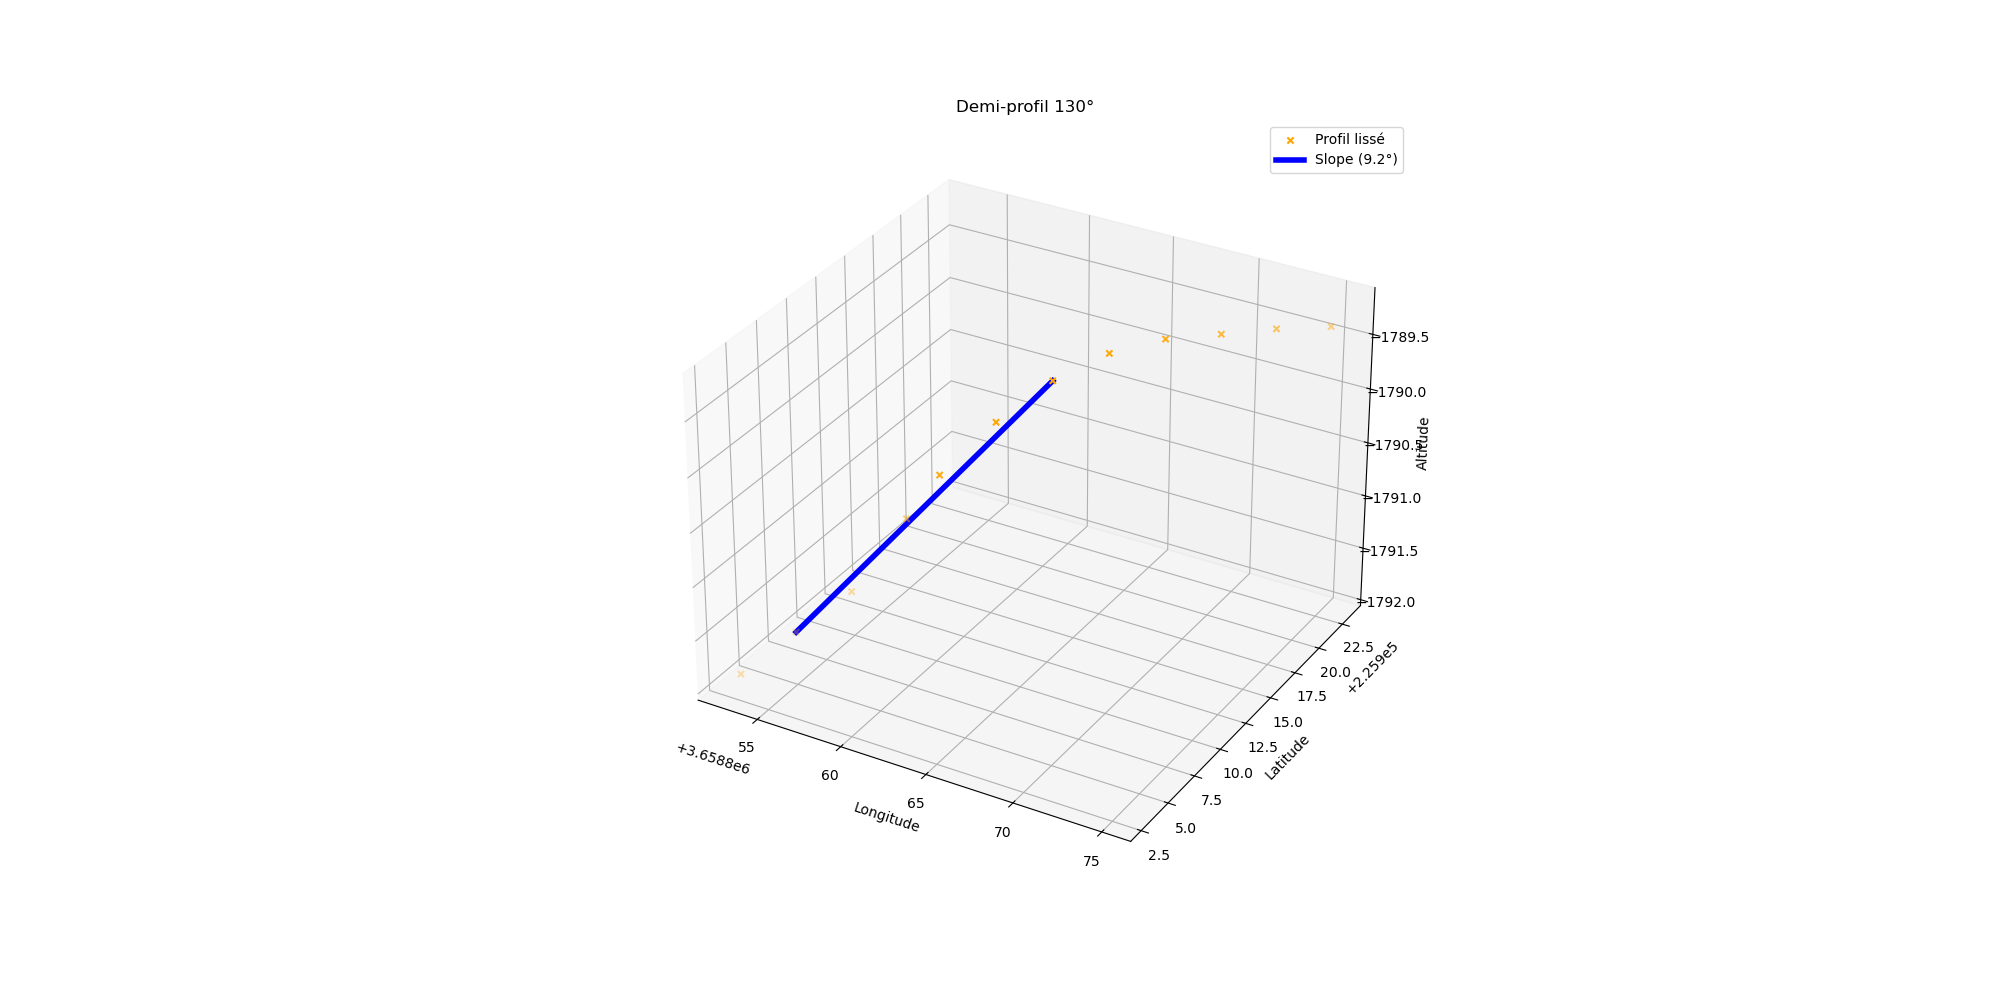 Demi-profil 130°
Profil lissé
Slope (9.2°)
−1789.5
−1790.0
−1790.5
−1791.0
−1791.5
−1792.0
Altitude
22.5
20.0
17.5
15.0
12.5
10.0
7.5
5.0
2.5
+2.259e5
Latitude
55
60
65
70
75
+3.6588e6
Longitude